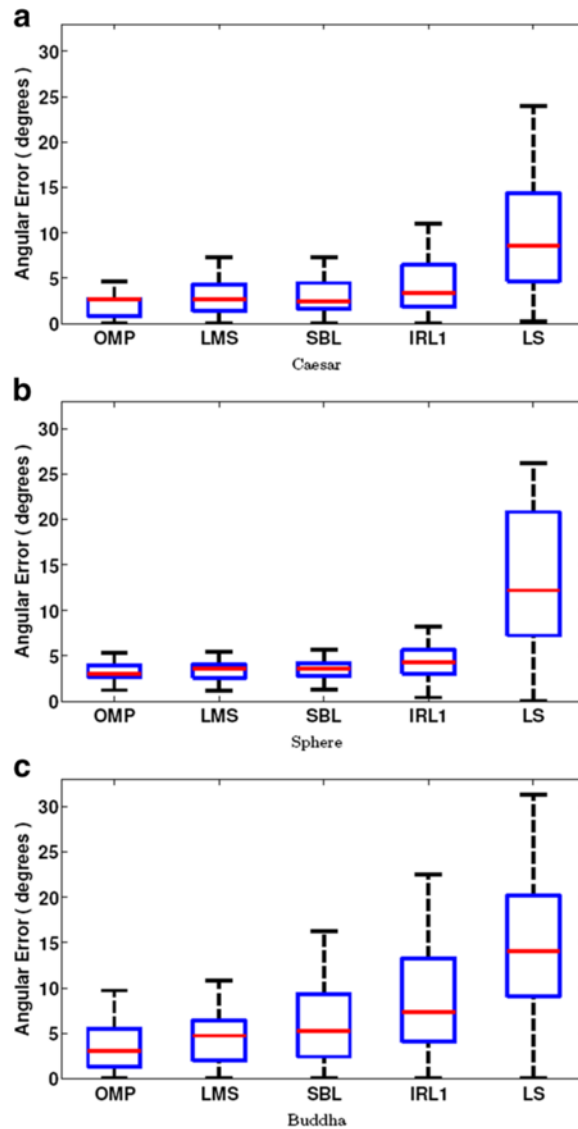 a
Angular Error ( degrees )
30
25
20
15
10
5
0
OMP LMS SBL IRL1 LS
Caesar
b
Angular Error ( degrees )
30
25
20
15
10
5
0
OMP LMS SBL IRL1 LS
Sphere
c
Angular Error ( degrees )
30
25
20
15
10
5
0
OMP LMS SBL IRL1 LS
Buddha